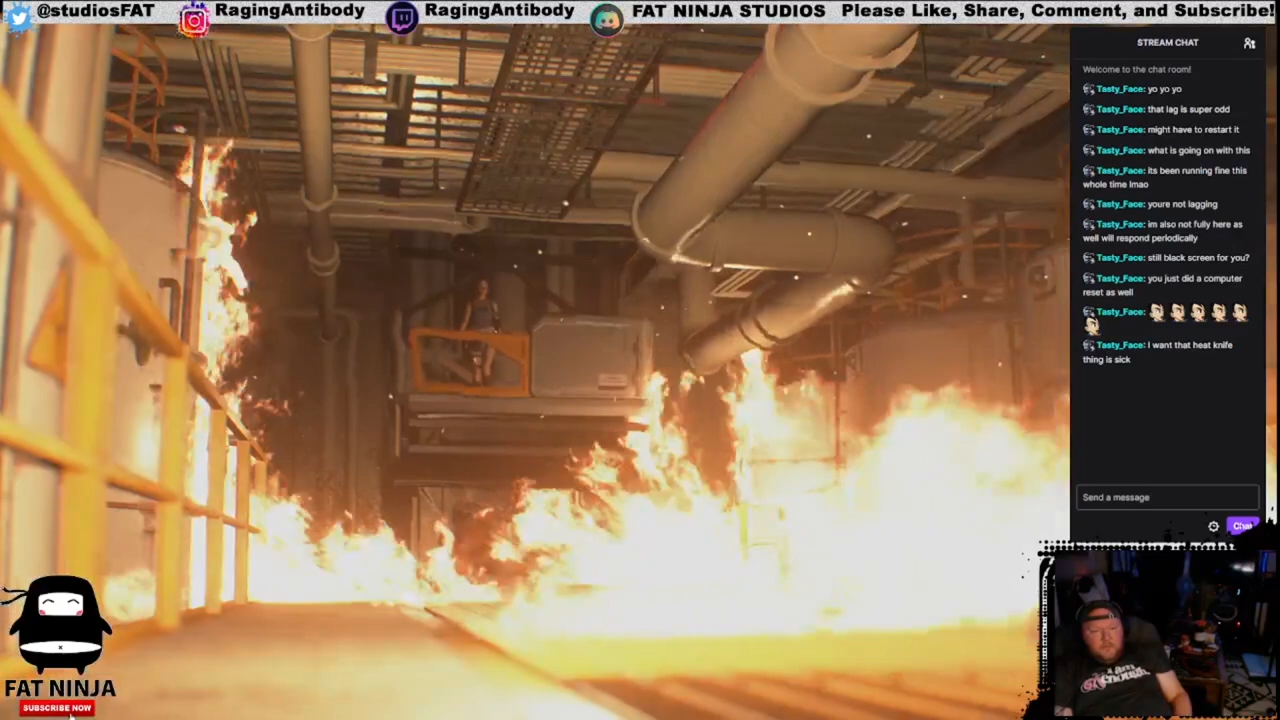 @studiosFAT RagingAntibody RagingAntibody FAT NINJA STUDIOS Please Like, Share, Comment, and Subscribe!
STREAM CHAT
Welcome to the chat room!
Tasty_Face: yo yo yo
Tasty_Face: that lag is super odd
Tasty_Face: might have to restart it
Tasty_Face: what is going on with this
Tasty_Face: its been running fine this
whole time lmao
Tasty_Face: youre not lagging
Tasty_Face: im also not fully here as
well will respond periodically
Tasty_Face: still black screen for you?
Tasty_Face: you just did a computer
reset as well
Tasty_Face:
Tasty_Face: I want that heat knife
thing is sick
Send a message
Chat
i am
enough.
FAT NINJA
SUBSCRIBE NOW